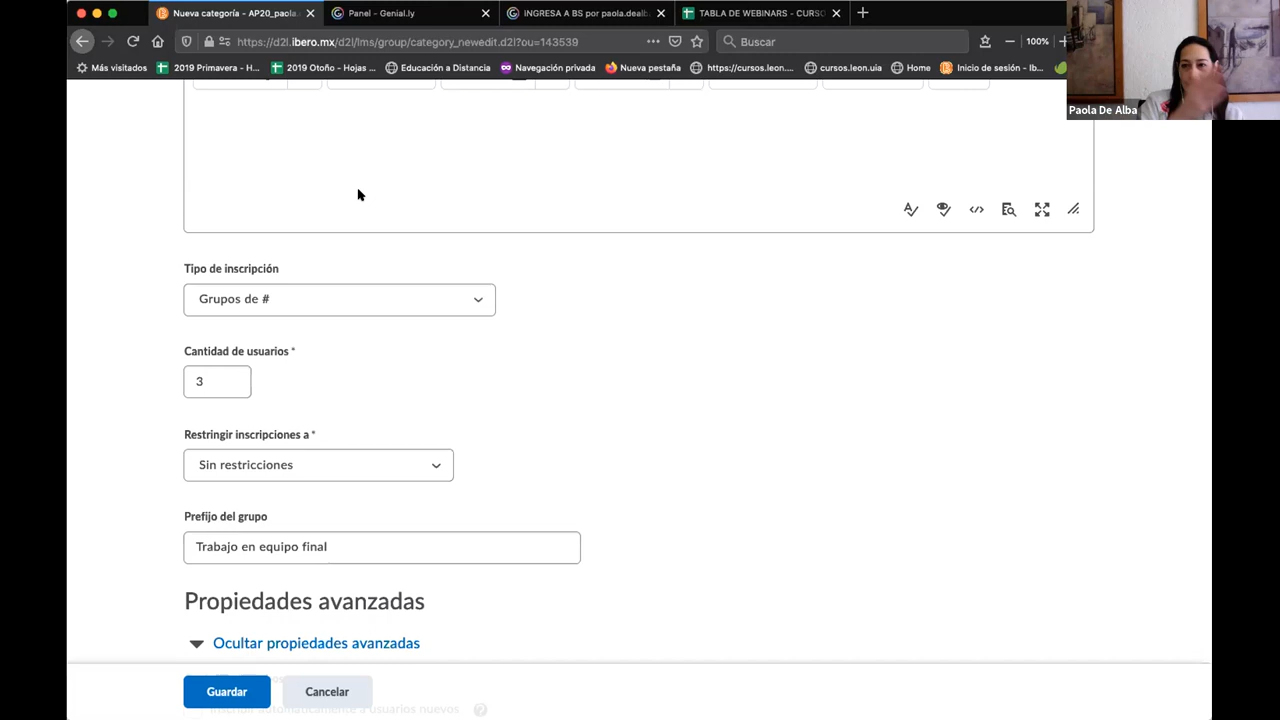 Nueva categoría - AP20_paola.
Panel - Genial.ly
INGRESA A BS por paola.dealb
TABLA DE WEBINARS - CURSO
https://d2l.ibero.mx/d2l/lms/group/category_newedit.d2l?ou=143539
Buscar
100%
Más visitados
2019 Primavera - H...
2019 Otoño - Hojas ...
Educación a Distancia
Navegación privada
Nueva pestaña
https://cursos.leon....
cursos.leon.uia
Home
Inicio de sesión - Ib...
Paola De Alba
Tipo de inscripción
Grupos de #
Cantidad de usuarios *
3
Restringir inscripciones a *
Sin restricciones
Prefijo del grupo
Trabajo en equipo final
Propiedades avanzadas
Ocultar propiedades avanzadas
Guardar
Cancelar
Inscribir automáticamente a usuarios nuevos